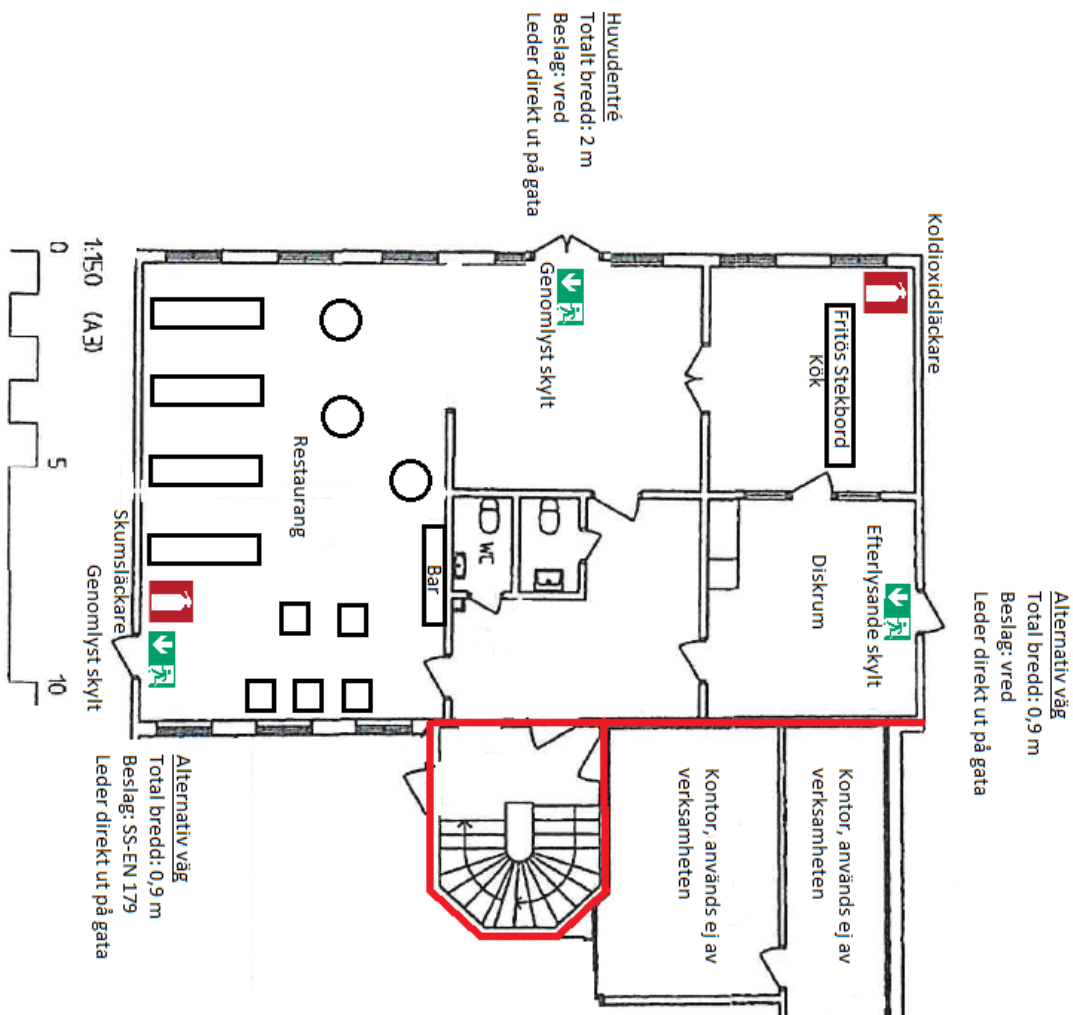 Huvudentré
Totalt bredd: 2 m
Beslag: vred
Leder direkt ut på gata
Koldioxidsläckare
Alternativ väg
Total bredd: 0,9 m
Beslag: vred
Leder direkt ut på gata
Genomlyst skylt
Fritös Stekbord
Kök
Efterlysande skylt
Diskrum
Restaurang
WC
Bar
Skumsläckare
Genomlyst skylt
Kontor, används ej av
verksamheten
Kontor, används ej av
verksamheten
Alternativ väg
Total bredd: 0,9 m
Beslag: SS-EN 179
Leder direkt ut på gata
1:150 (A3)
0 5 10